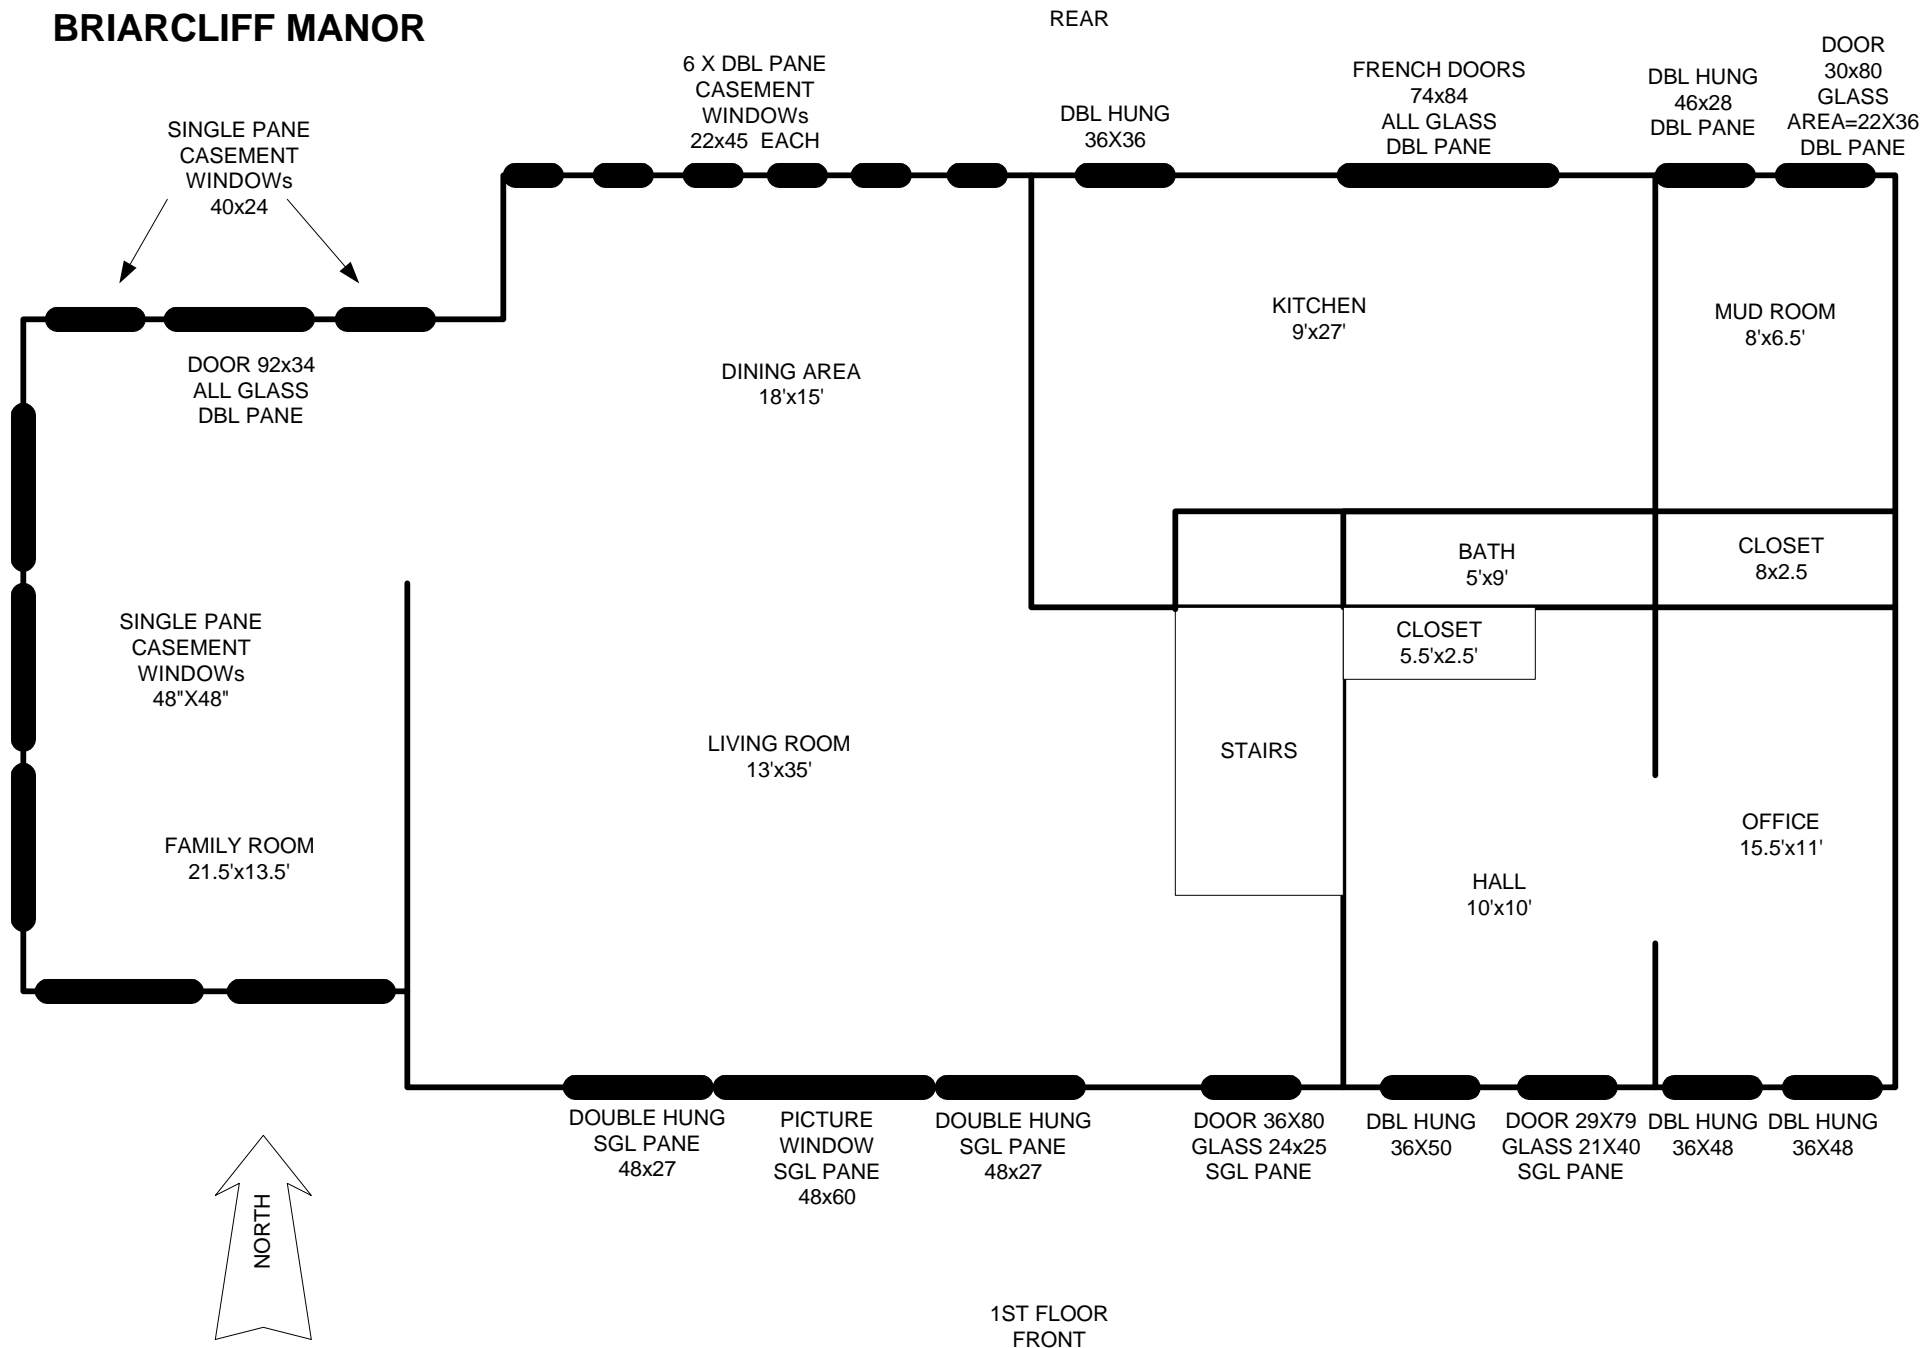 BRIARCLIFF MANOR
REAR
SINGLE PANE
CASEMENT
WINDOWs
40x24
6 X DBL PANE
CASEMENT
WINDOWs
22x45 EACH
DBL HUNG
36X36
FRENCH DOORS
74x84
ALL GLASS
DBL PANE
DBL HUNG
46x28
DBL PANE
DOOR
30x80
GLASS
AREA=22X36
DBL PANE
DOOR 92x34
ALL GLASS
DBL PANE
DINING AREA
18'x15'
KITCHEN
9'x27'
MUD ROOM
8'x6.5'
BATH
5'x9'
CLOSET
8x2.5
SINGLE PANE
CASEMENT
WINDOWs
48"X48"
CLOSET
5.5'x2.5'
LIVING ROOM
13'x35'
STAIRS
FAMILY ROOM
21.5'x13.5'
HALL
10'x10'
OFFICE
15.5'x11'
DOUBLE HUNG
SGL PANE
48x27
PICTURE
WINDOW
SGL PANE
48x60
DOUBLE HUNG
SGL PANE
48x27
DOOR 36X80
GLASS 24x25
SGL PANE
DBL HUNG
36X50
DOOR 29X79
GLASS 21X40
SGL PANE
DBL HUNG
36X48
DBL HUNG
36X48
NORTH
1ST FLOOR
FRONT